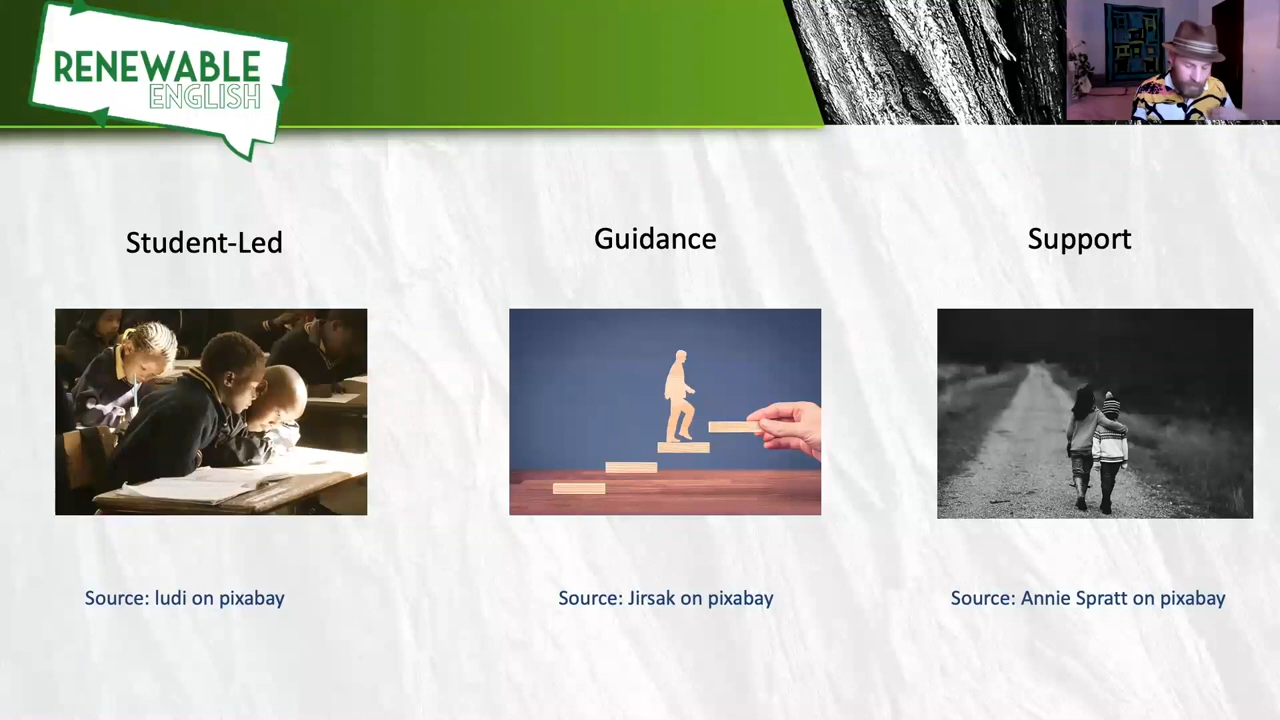 RENEWABLE
ENGLISH
Student-Led
Guidance
Support
Source: ludi on pixabay
Source: Jirsak on pixabay
Source: Annie Spratt on pixabay